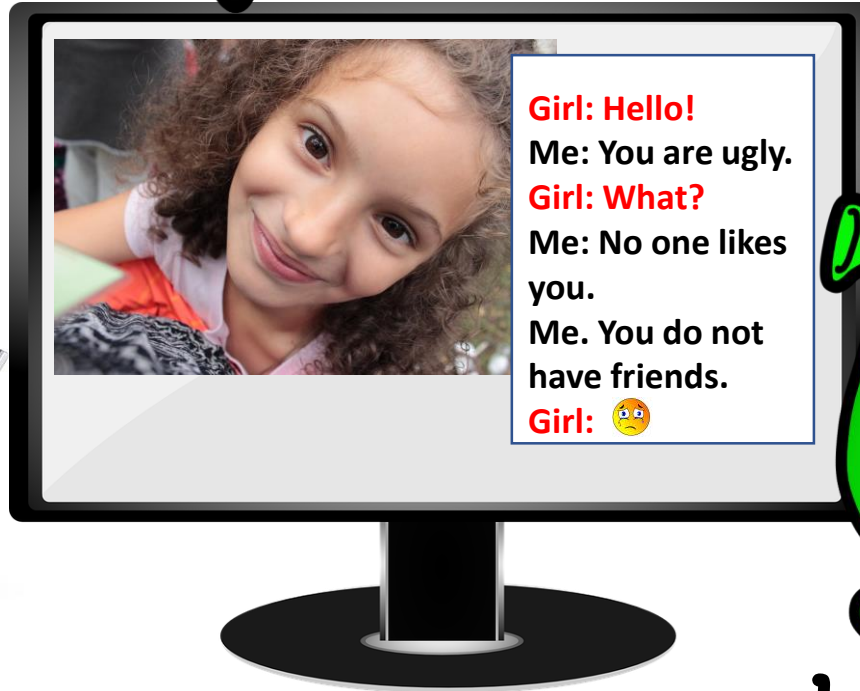 Girl: Hello!
Me: You are ugly.
Girl: What?
Me: No one likes
you.
Me. You do not
have friends.
Girl: